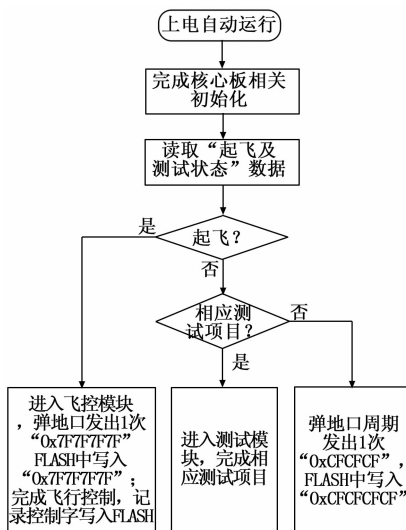 上电自动运行
完成核心板相关
初始化
读取“起飞及
测试状态”数据
是
起飞？
否
相应测
试项目？
否
是
进入飞控模块
，弹地口发出1次
“0x7F7F7F7F”
FLASH中写入
“0x7F7F7F7F”；
完成飞行控制，记
录控制字写入FLASH
进入测试模
块，完成相
应测试项目
弹地口周期
发出1次
“0xCFCFCF”，
FLASH中写入
“0xCFCFCFCF”